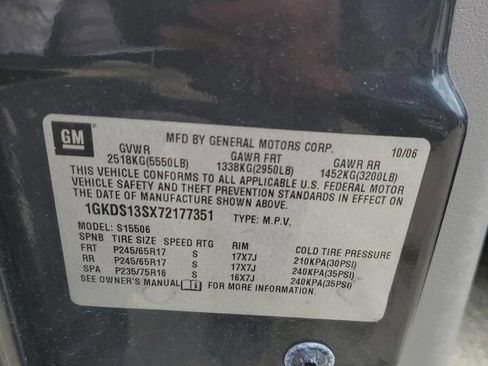 GM MFD BY GENERAL MOTORS CORP. 10/06
GVWR GAWR FRT GAWR RR
2518KG(5550LB) 1338KG(2950LB) 1452KG(3200LB)
THIS VEHICLE CONFORMS TO ALL APPLICABLE U.S. FEDERAL MOTOR
VEHICLE SAFETY AND THEFT PREVENTION STANDARDS IN EFFECT ON
THE DATE OF MANUFACTURE SHOWN ABOVE.
1GKDS13SX72177351 TYPE: M.P.V.
MODEL: S15506
SPNB TIRE SIZE SPEED RTG RIM COLD TIRE PRESSURE
FRT P245/65R17 S 17X7J 210KPA(30PSI)
RR P245/65R17 S 17X7J 240KPA(35PSI)
SPA P235/75R16 S 16X7J 240KPA(35PSI)
SEE OWNER'S MANUAL FOR MORE INFORMATION.